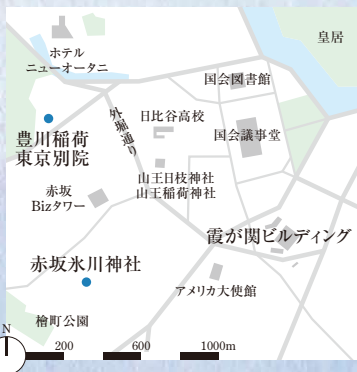 皇居
ホテル
ニューオータニ
国会図書館
外堀通り
日比谷高校
国会議事堂
豊川稲荷
東京別院
山王日枝神社
山王稲荷神社
赤坂
Bizタワー
霞が関ビルディング
赤坂氷川神社
アメリカ大使館
檜町公園
N
200
600
1000m